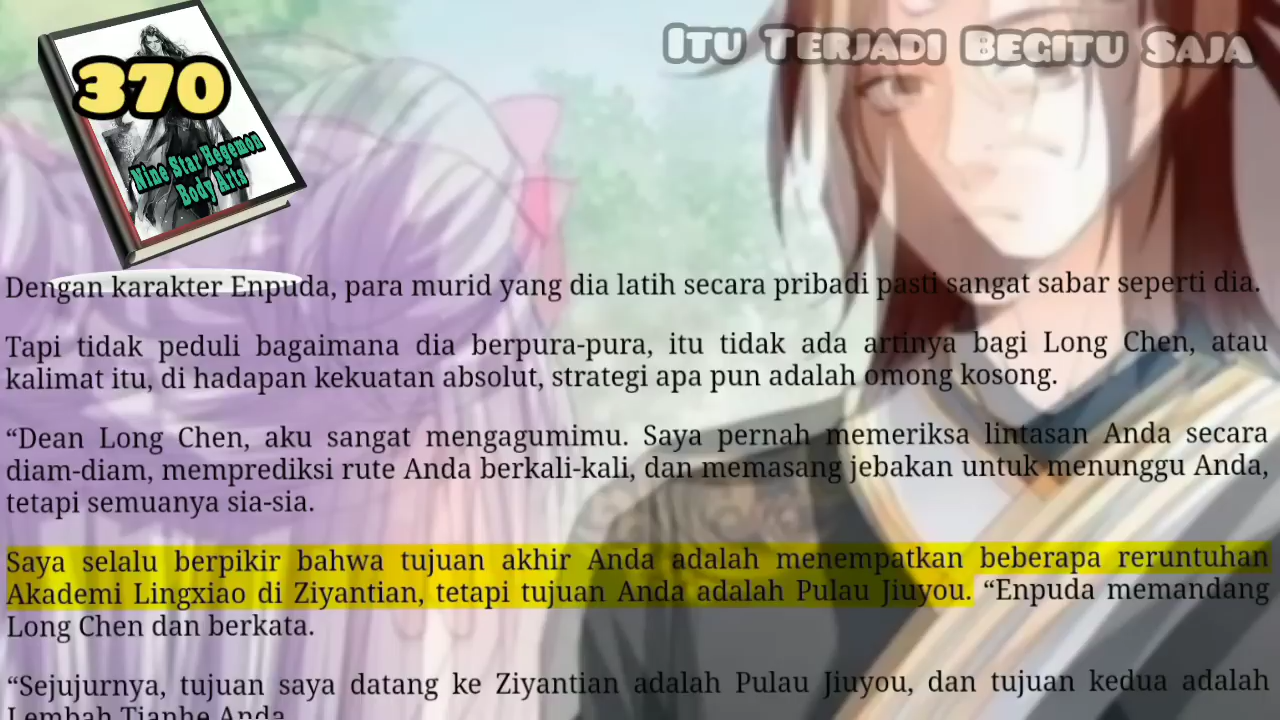 370
Nine Star Hegemon
Body Arts
Itu Terjadi Begitu Saja
Dengan karakter Enpuda, para murid yang dia latih secara pribadi pasti sangat sabar seperti dia.
Tapi tidak peduli bagaimana dia berpura-pura, itu tidak ada artinya bagi Long Chen, atau
kalimat itu, di hadapan kekuatan absolut, strategi apa pun adalah omong kosong.
“Dean Long Chen, aku sangat mengagumimu. Saya pernah memeriksa lintasan Anda secara
diam-diam, memprediksi rute Anda berkali-kali, dan memasang jebakan untuk menunggu Anda,
tetapi semuanya sia-sia.
Saya selalu berpikir bahwa tujuan akhir Anda adalah menempatkan beberapa reruntuhan
Akademi Lingxiao di Ziyantian, tetapi tujuan Anda adalah Pulau Jiuyou. “Enpuda memandang
Long Chen dan berkata.
“Sejujurnya, tujuan saya datang ke Ziyantian adalah Pulau Jiuyou, dan tujuan kedua adalah
Lembah Tianhe Anda